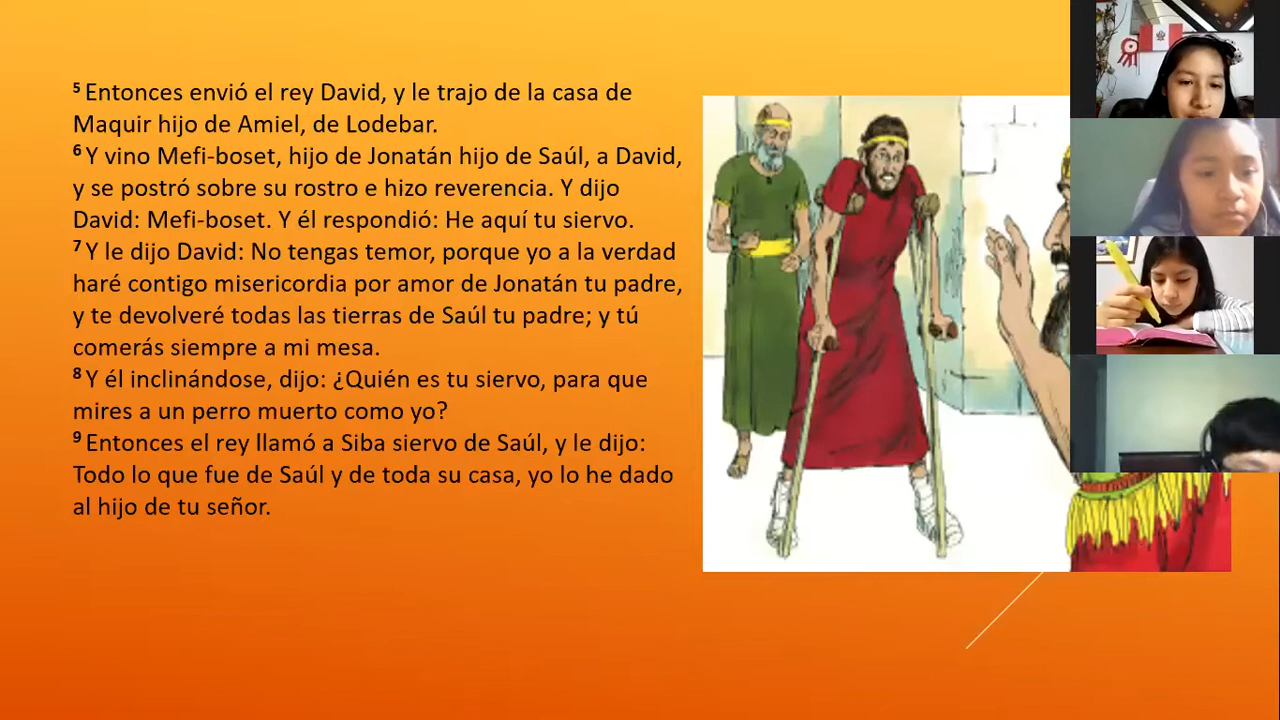 ⁵ Entonces envió el rey David, y le trajo de la casa de
Maquir hijo de Amiel, de Lodebar.
⁶ Y vino Mefi-boset, hijo de Jonatán hijo de Saúl, a David,
y se postró sobre su rostro e hizo reverencia. Y dijo
David: Mefi-boset. Y él respondió: He aquí tu siervo.
⁷ Y le dijo David: No tengas temor, porque yo a la verdad
haré contigo misericordia por amor de Jonatán tu padre,
y te devolveré todas las tierras de Saúl tu padre; y tú
comerás siempre a mi mesa.
⁸ Y él inclinándose, dijo: ¿Quién es tu siervo, para que
mires a un perro muerto como yo?
⁹ Entonces el rey llamó a Siba siervo de Saúl, y le dijo:
Todo lo que fue de Saúl y de toda su casa, yo lo he dado
al hijo de tu señor.